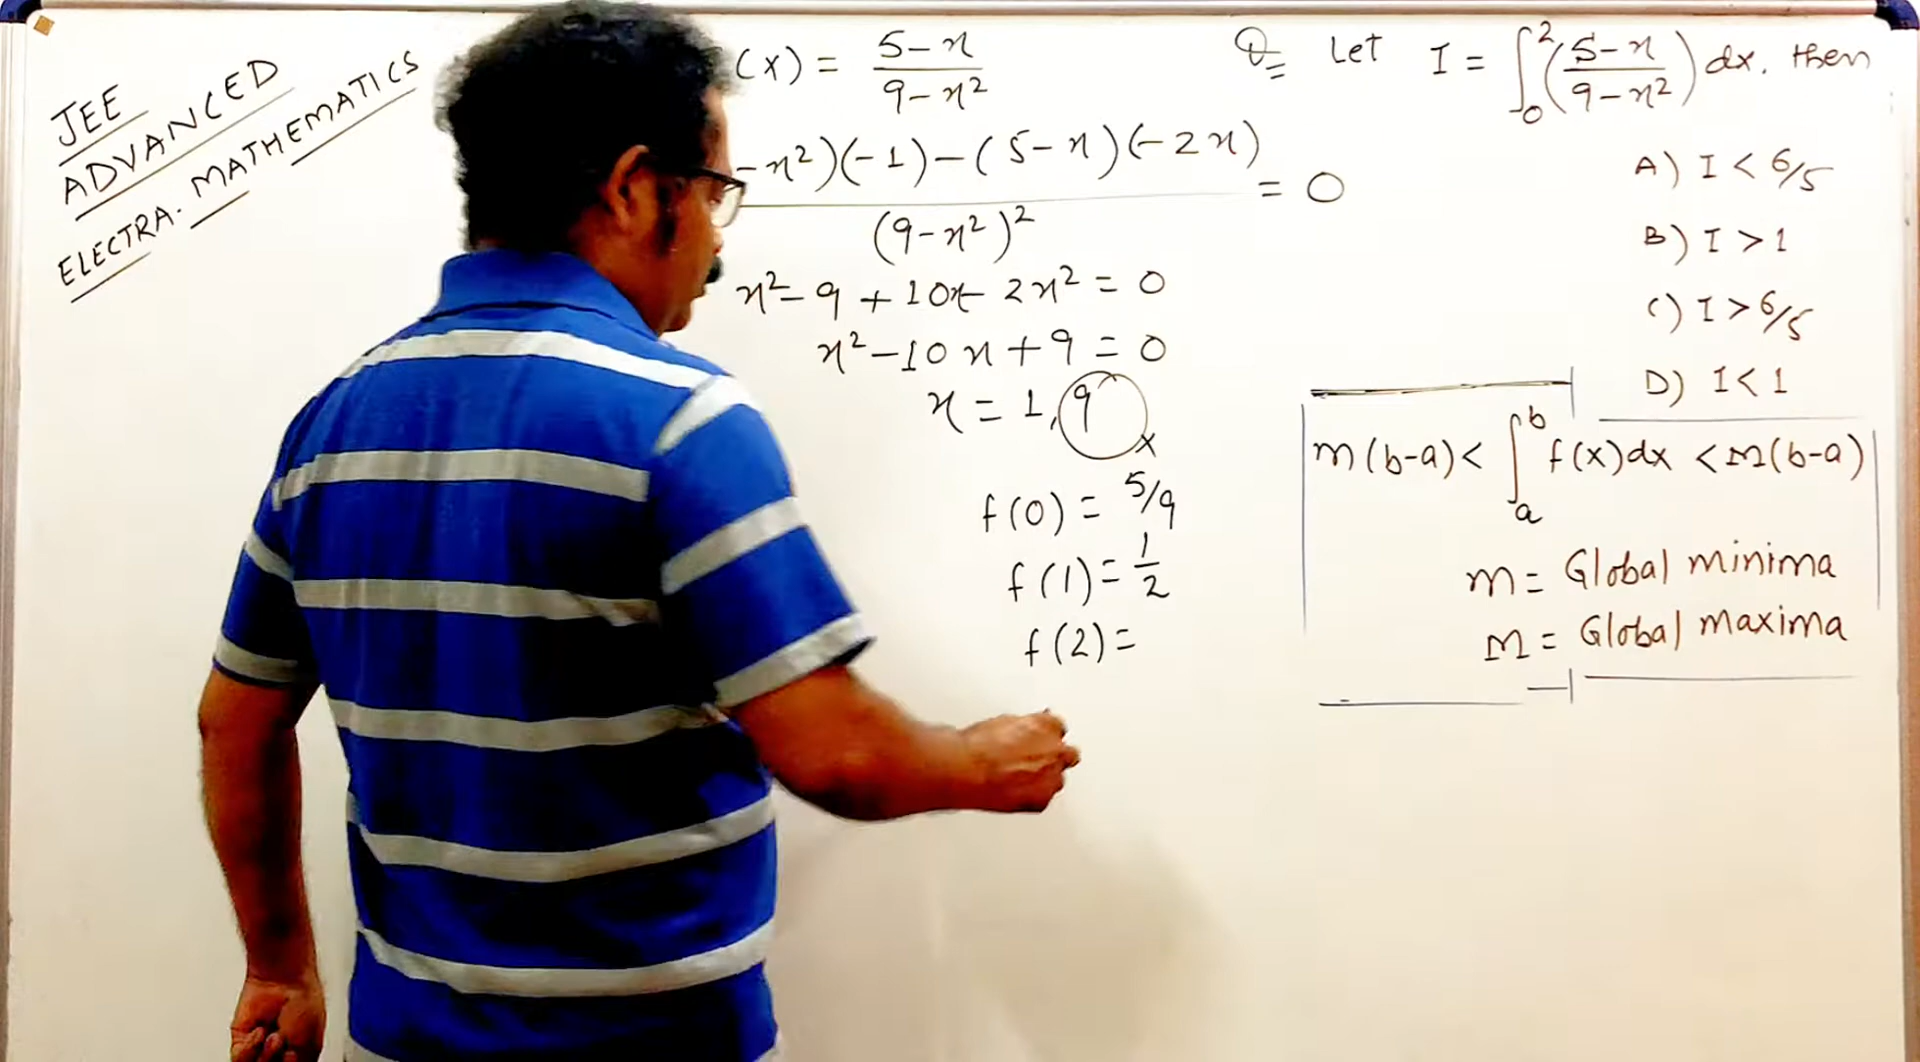 JEE
ADVANCED
ELECTRA. MATHEMATICS
(x) = 5-x / 9-x²
-x²)(-1)-(5-x)(-2x) / (9-x²)² = 0
x²-9+10x-2x² = 0
x²-10x+9 = 0
x = 1, 9 x
f(0) = 5/9
f(1) = 1/2
f(2) =
Q= Let I = ∫₀² (5-x / 9-x²) dx. then
A) I < 6/5
B) I > 1
C) I > 6/5
D) I < 1
m(b-a) < ∫ₐᵇ f(x)dx < M(b-a)
m = Global minima
M = Global maxima